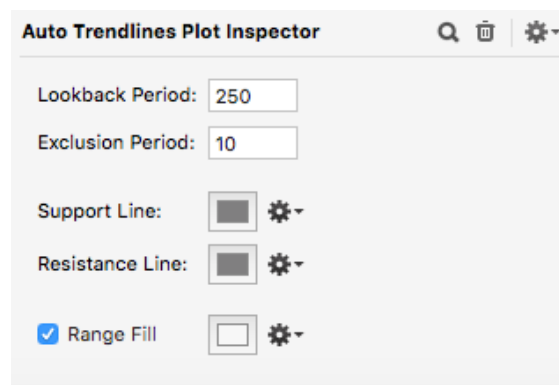 Auto Trendlines Plot Inspector
Lookback Period: 250
Exclusion Period: 10
Support Line:
Resistance Line:
Range Fill